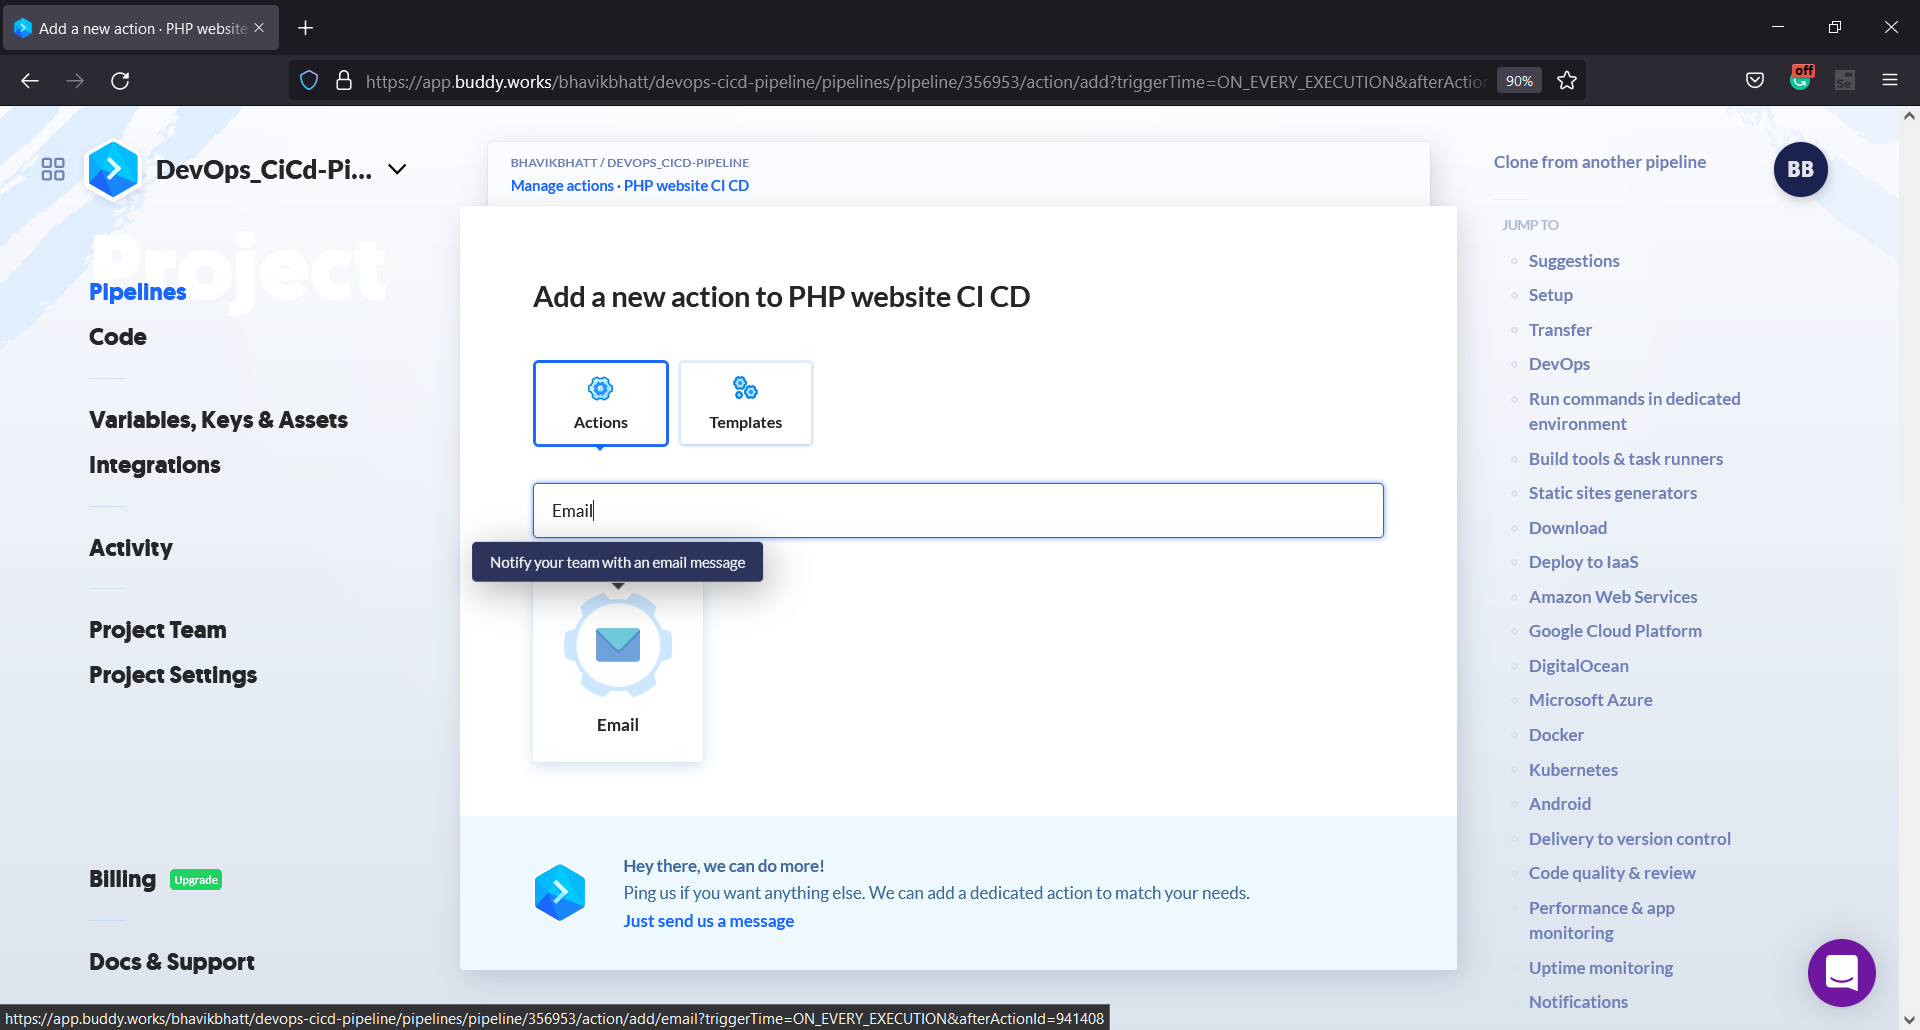 Add a new action · PHP website
https://app.buddy.works/bhavikbhatt/devops-cicd-pipeline/pipelines/pipeline/356953/action/add?triggerTime=ON_EVERY_EXECUTION&afterActio
90%
off
Se
DevOps_CiCd-Pi...
Project
Pipelines
Code
Variables, Keys & Assets
Integrations
Activity
Project Team
Project Settings
Billing Upgrade
Docs & Support
BHAVIKBHATT / DEVOPS_CICD-PIPELINE
Manage actions · PHP website CI CD
Add a new action to PHP website CI CD
Actions
Templates
Email
Notify your team with an email message
Email
Hey there, we can do more!
Ping us if you want anything else. We can add a dedicated action to match your needs.
Just send us a message
Clone from another pipeline
BB
JUMP TO
Suggestions
Setup
Transfer
DevOps
Run commands in dedicated
environment
Build tools & task runners
Static sites generators
Download
Deploy to IaaS
Amazon Web Services
Google Cloud Platform
DigitalOcean
Microsoft Azure
Docker
Kubernetes
Android
Delivery to version control
Code quality & review
Performance & app
monitoring
Uptime monitoring
Notifications
https://app.buddy.works/bhavikbhatt/devops-cicd-pipeline/pipelines/pipeline/356953/action/add/email?triggerTime=ON_EVERY_EXECUTION&afterActionId=941408